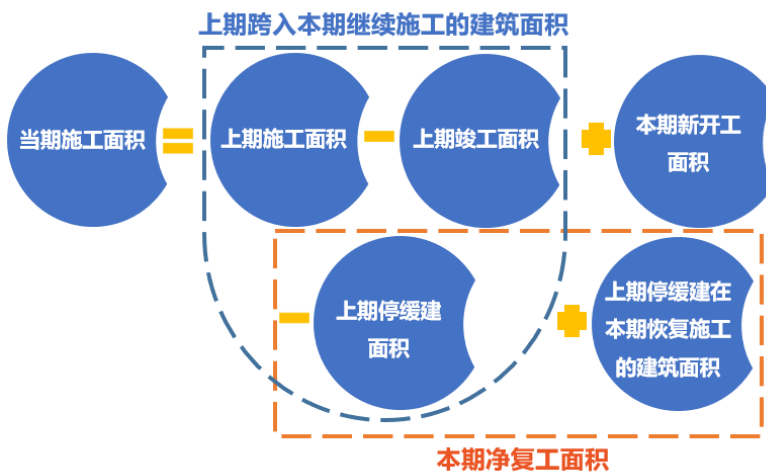 上期跨入本期继续施工的建筑面积
当期施工面积
上期施工面积
上期竣工面积
本期新开工
面积
上期停缓建
面积
上期停缓建在
本期恢复施工
的建筑面积
本期净复工面积